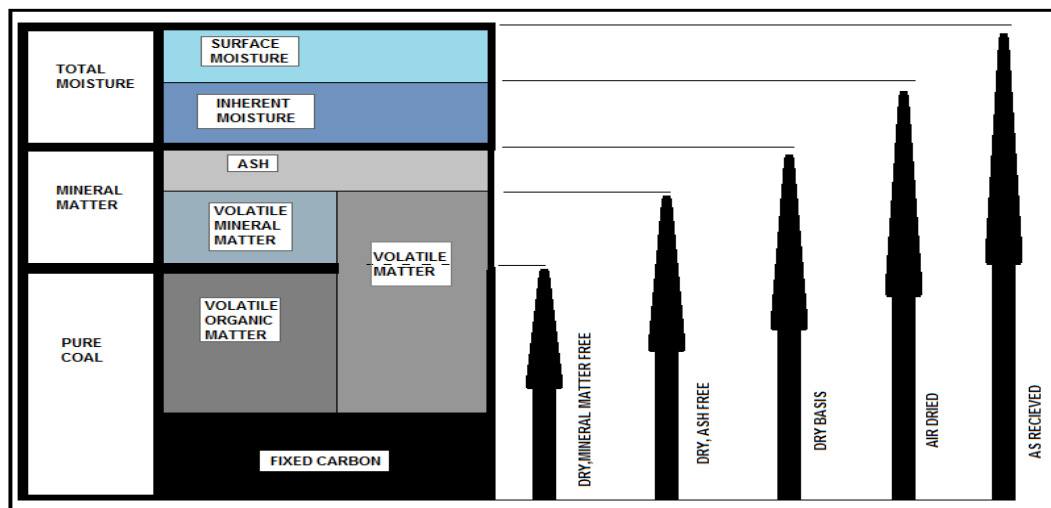 TOTAL
MOISTURE
SURFACE
MOISTURE
INHERENT
MOISTURE
MINERAL
MATTER
ASH
VOLATILE
MINERAL
MATTER
VOLATILE
MATTER
PURE
COAL
VOLATILE
ORGANIC
MATTER
FIXED CARBON
DRY,MINERAL MATTER FREE
DRY, ASH FREE
DRY BASIS
AIR DRIED
AS RECIEVED